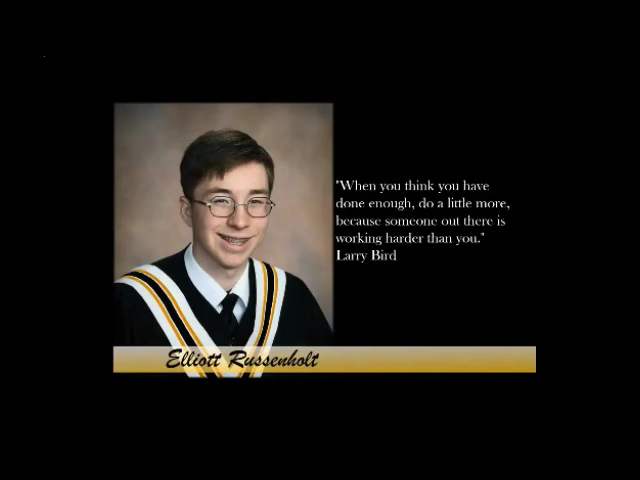 "When you think you have
done enough, do a little more,
because someone out there is
working harder than you."
Larry Bird
Elliott Russenholt